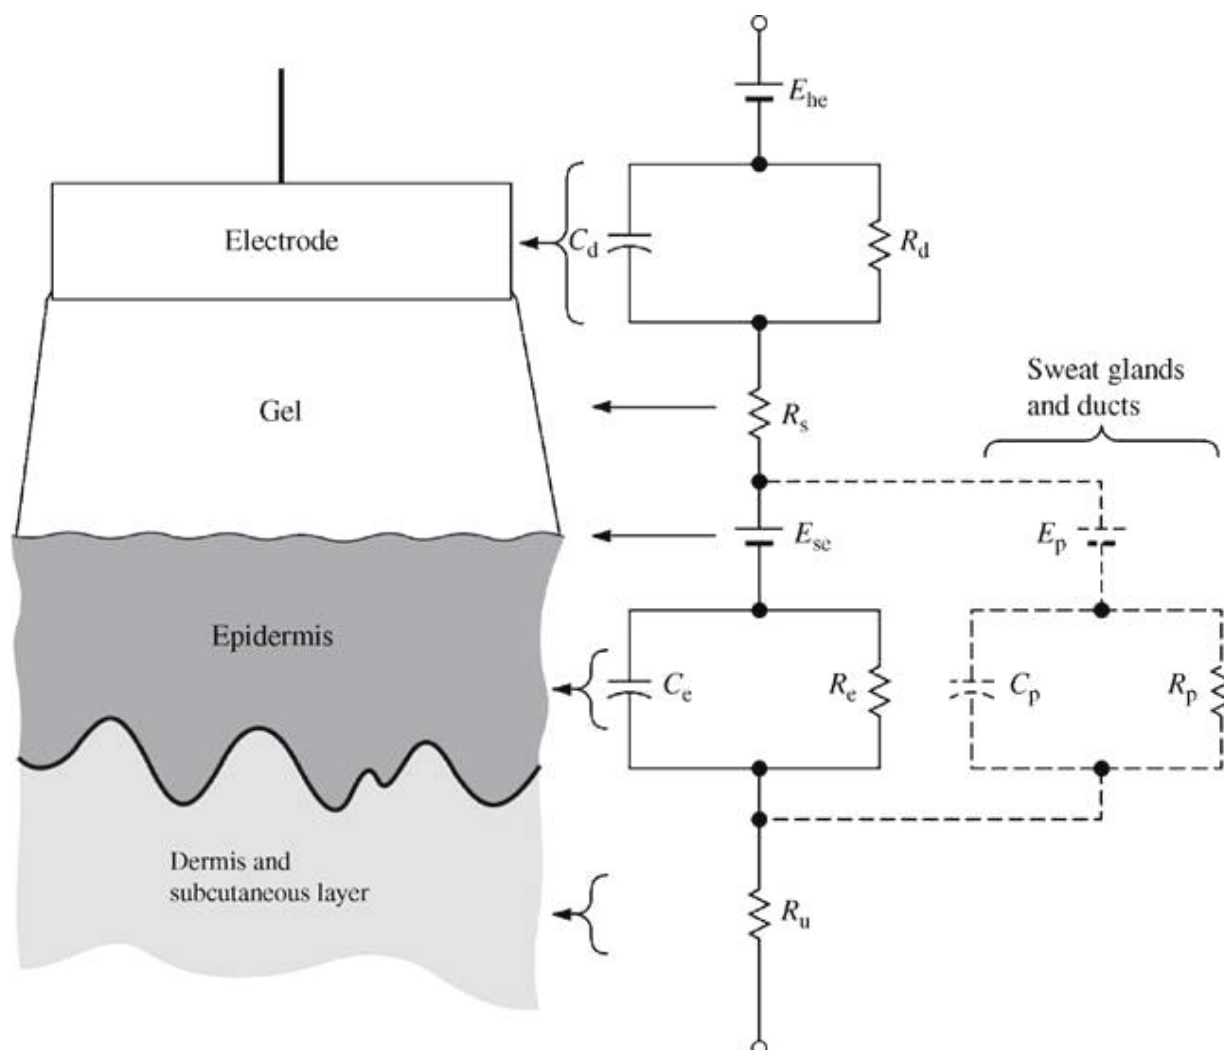 E_he
Electrode
C_d
R_d
Sweat glands
and ducts
Gel
R_s
E_se
E_p
Epidermis
C_e
R_e
C_p
R_p
Dermis and
subcutaneous layer
R_u